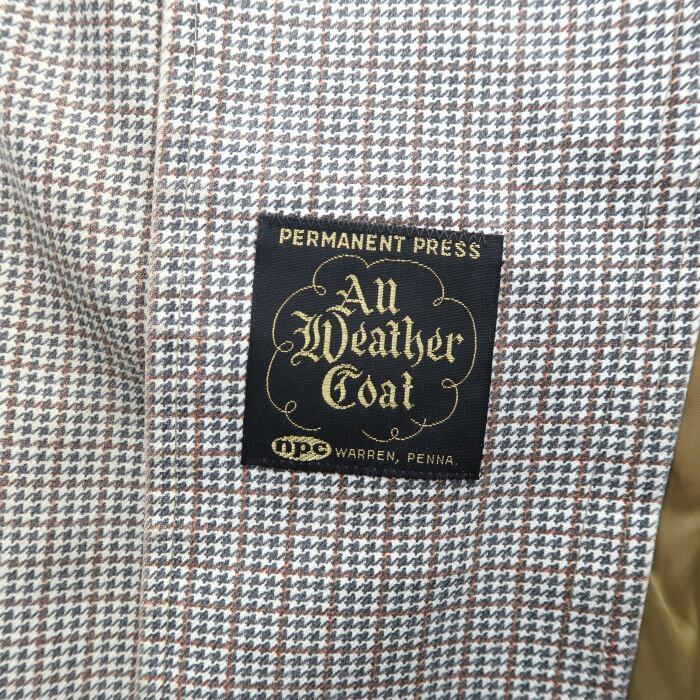 PERMANENT PRESS
All
Weather
Coat
npc WARREN, PENNA.